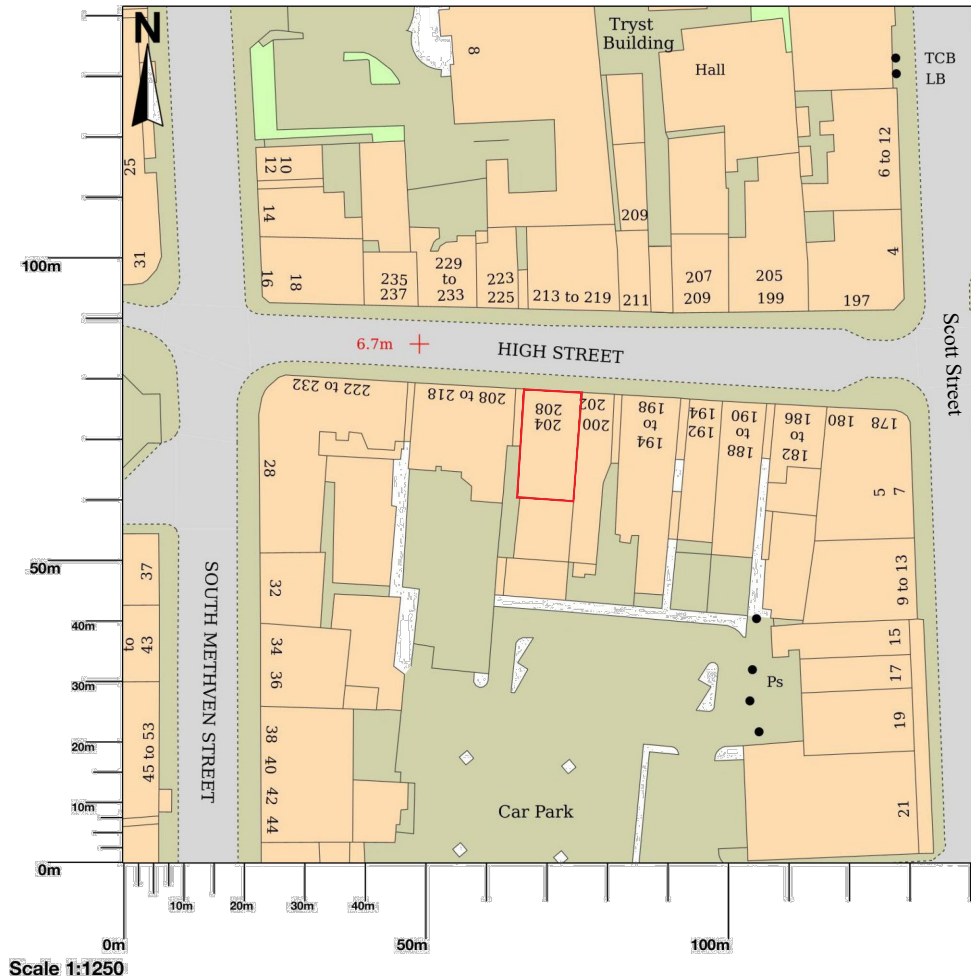 N
Tryst
Building
8
Hall
TCB
LB
25
12
10
6 to 12
14
209
31
4
100m
16
18
235
237
229
to
233
223
225
213 to 219
211
207
209
205
199
197
6.7m
HIGH STREET
Scott Street
222 to 232
208 to 218
208
204
202
200
198
to
194
194
192
190
to
188
186
to
182
180
178
28
5
7
50m
37
SOUTH METHVEN STREET
32
9 to 13
40m
to
43
34
15
30m
36
Ps
17
20m
45 to 53
38
19
40
10m
42
Car Park
21
44
0m
10m
20m
30m
40m
0m
50m
100m
Scale 1:1250